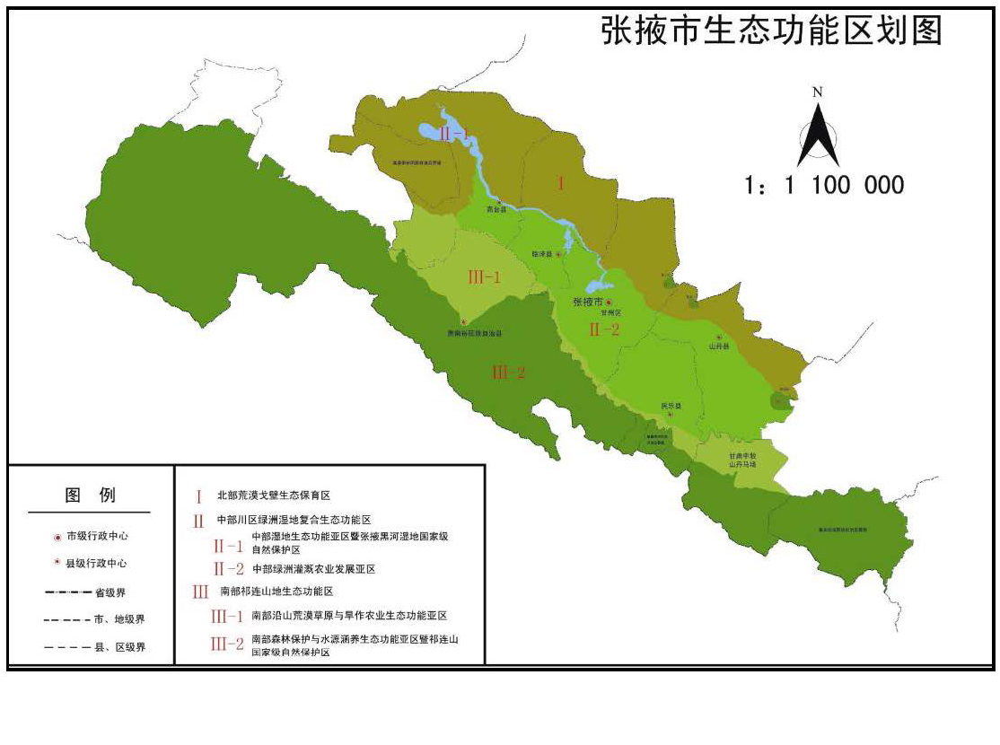 张掖市生态功能区划图
N
1: 1 100 000
II-1
I
高台县
临泽县
III-1
张掖市
甘州区
II-2
肃南裕固族自治县
山丹县
III-2
民乐县
甘肃中牧
山丹马场
图 例
市级行政中心
县级行政中心
省级界
市、地级界
县、区级界
I 北部荒漠戈壁生态保育区
II 中部川区绿洲湿地复合生态功能区
II-1 中部湿地生态功能亚区暨张掖黑河湿地国家级
自然保护区
II-2 中部绿洲灌溉农业发展亚区
III 南部祁连山地生态功能区
III-1 南部沿山荒漠草原与旱作农业生态功能亚区
III-2 南部森林保护与水源涵养生态功能亚区暨祁连山
国家级自然保护区